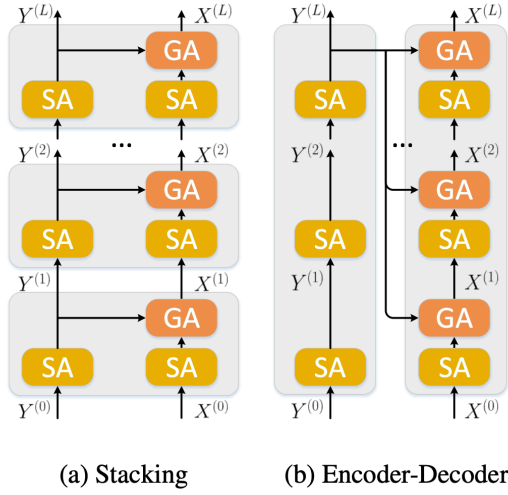 Y^{(L)} X^{(L)} Y^{(L)} X^{(L)}
GA GA
SA SA SA SA
...
...
Y^{(2)} X^{(2)} Y^{(2)} X^{(2)}
GA GA
SA SA SA SA
Y^{(1)} X^{(1)} Y^{(1)} X^{(1)}
GA GA
SA SA SA SA
Y^{(0)} X^{(0)} Y^{(0)} X^{(0)}
(a) Stacking (b) Encoder-Decoder